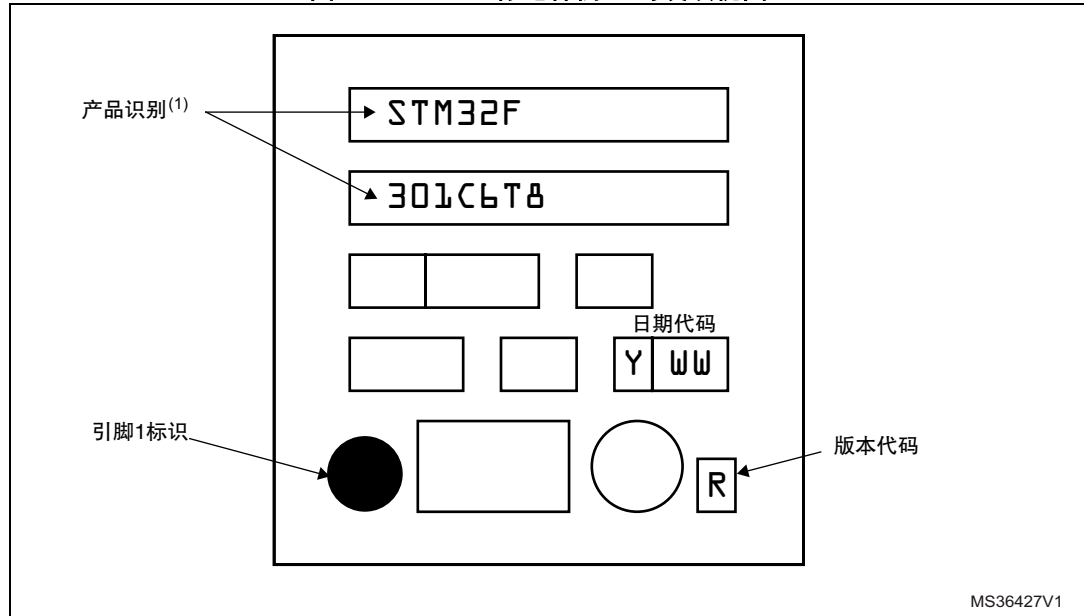 产品识别(1)
STM32F
301C6T8
日期代码
Y WW
引脚1标识
版本代码
R
MS36427V1